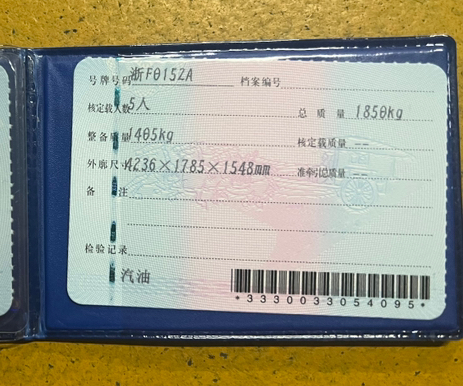 号牌号码 浙F0152A 档案编号
核定载人数 5人 总质量 1850kg
整备质量 1405kg 核定载质量 --
外廓尺寸 4236×1785×1548mm 准牵引总质量 --
备注
检验记录
汽油
*3330033054095*